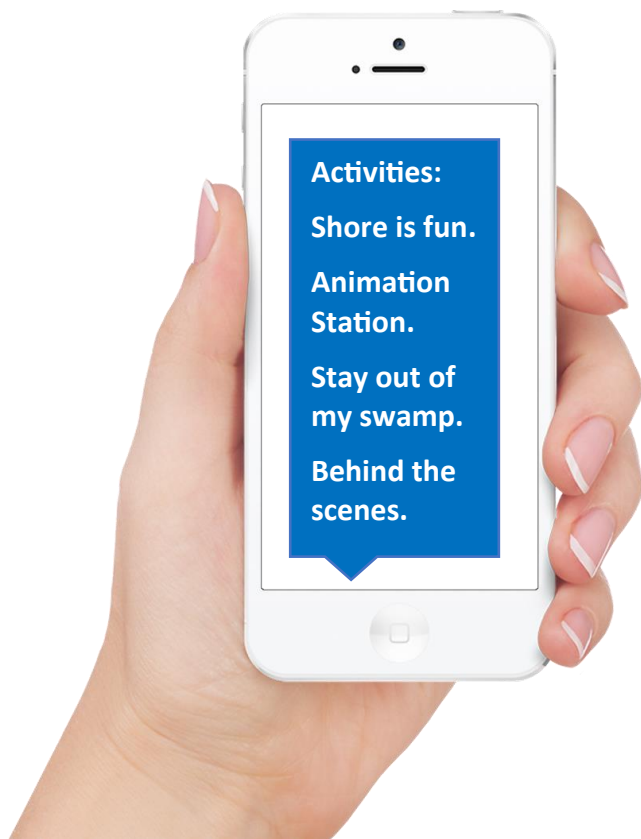 Activities:
Shore is fun.
Animation
Station.
Stay out of
my swamp.
Behind the
scenes.